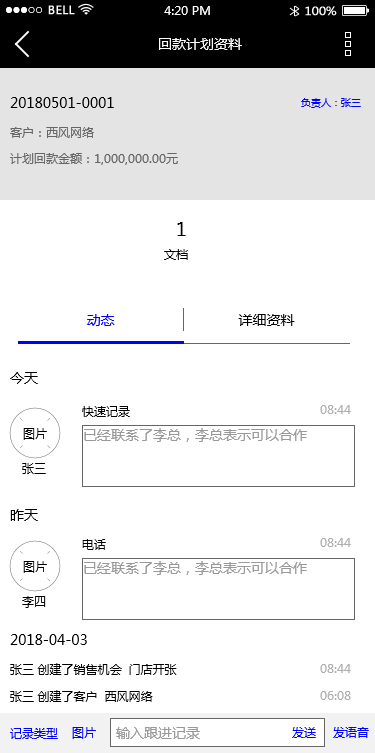 BELL 4:20 PM 100%
回款计划资料
20180501-0001 负责人：张三
客户：西风网络
计划回款金额：1,000,000.00元
1
文档
动态 详细资料
今天
快速记录 08:44
图片 已经联系了李总，李总表示可以合作
张三
昨天
电话 08:44
图片 已经联系了李总，李总表示可以合作
李四
2018-04-03
张三 创建了销售机会 门店开张 08:44
张三 创建了客户 西风网络 06:08
记录类型 图片 输入跟进记录 发送 发语音